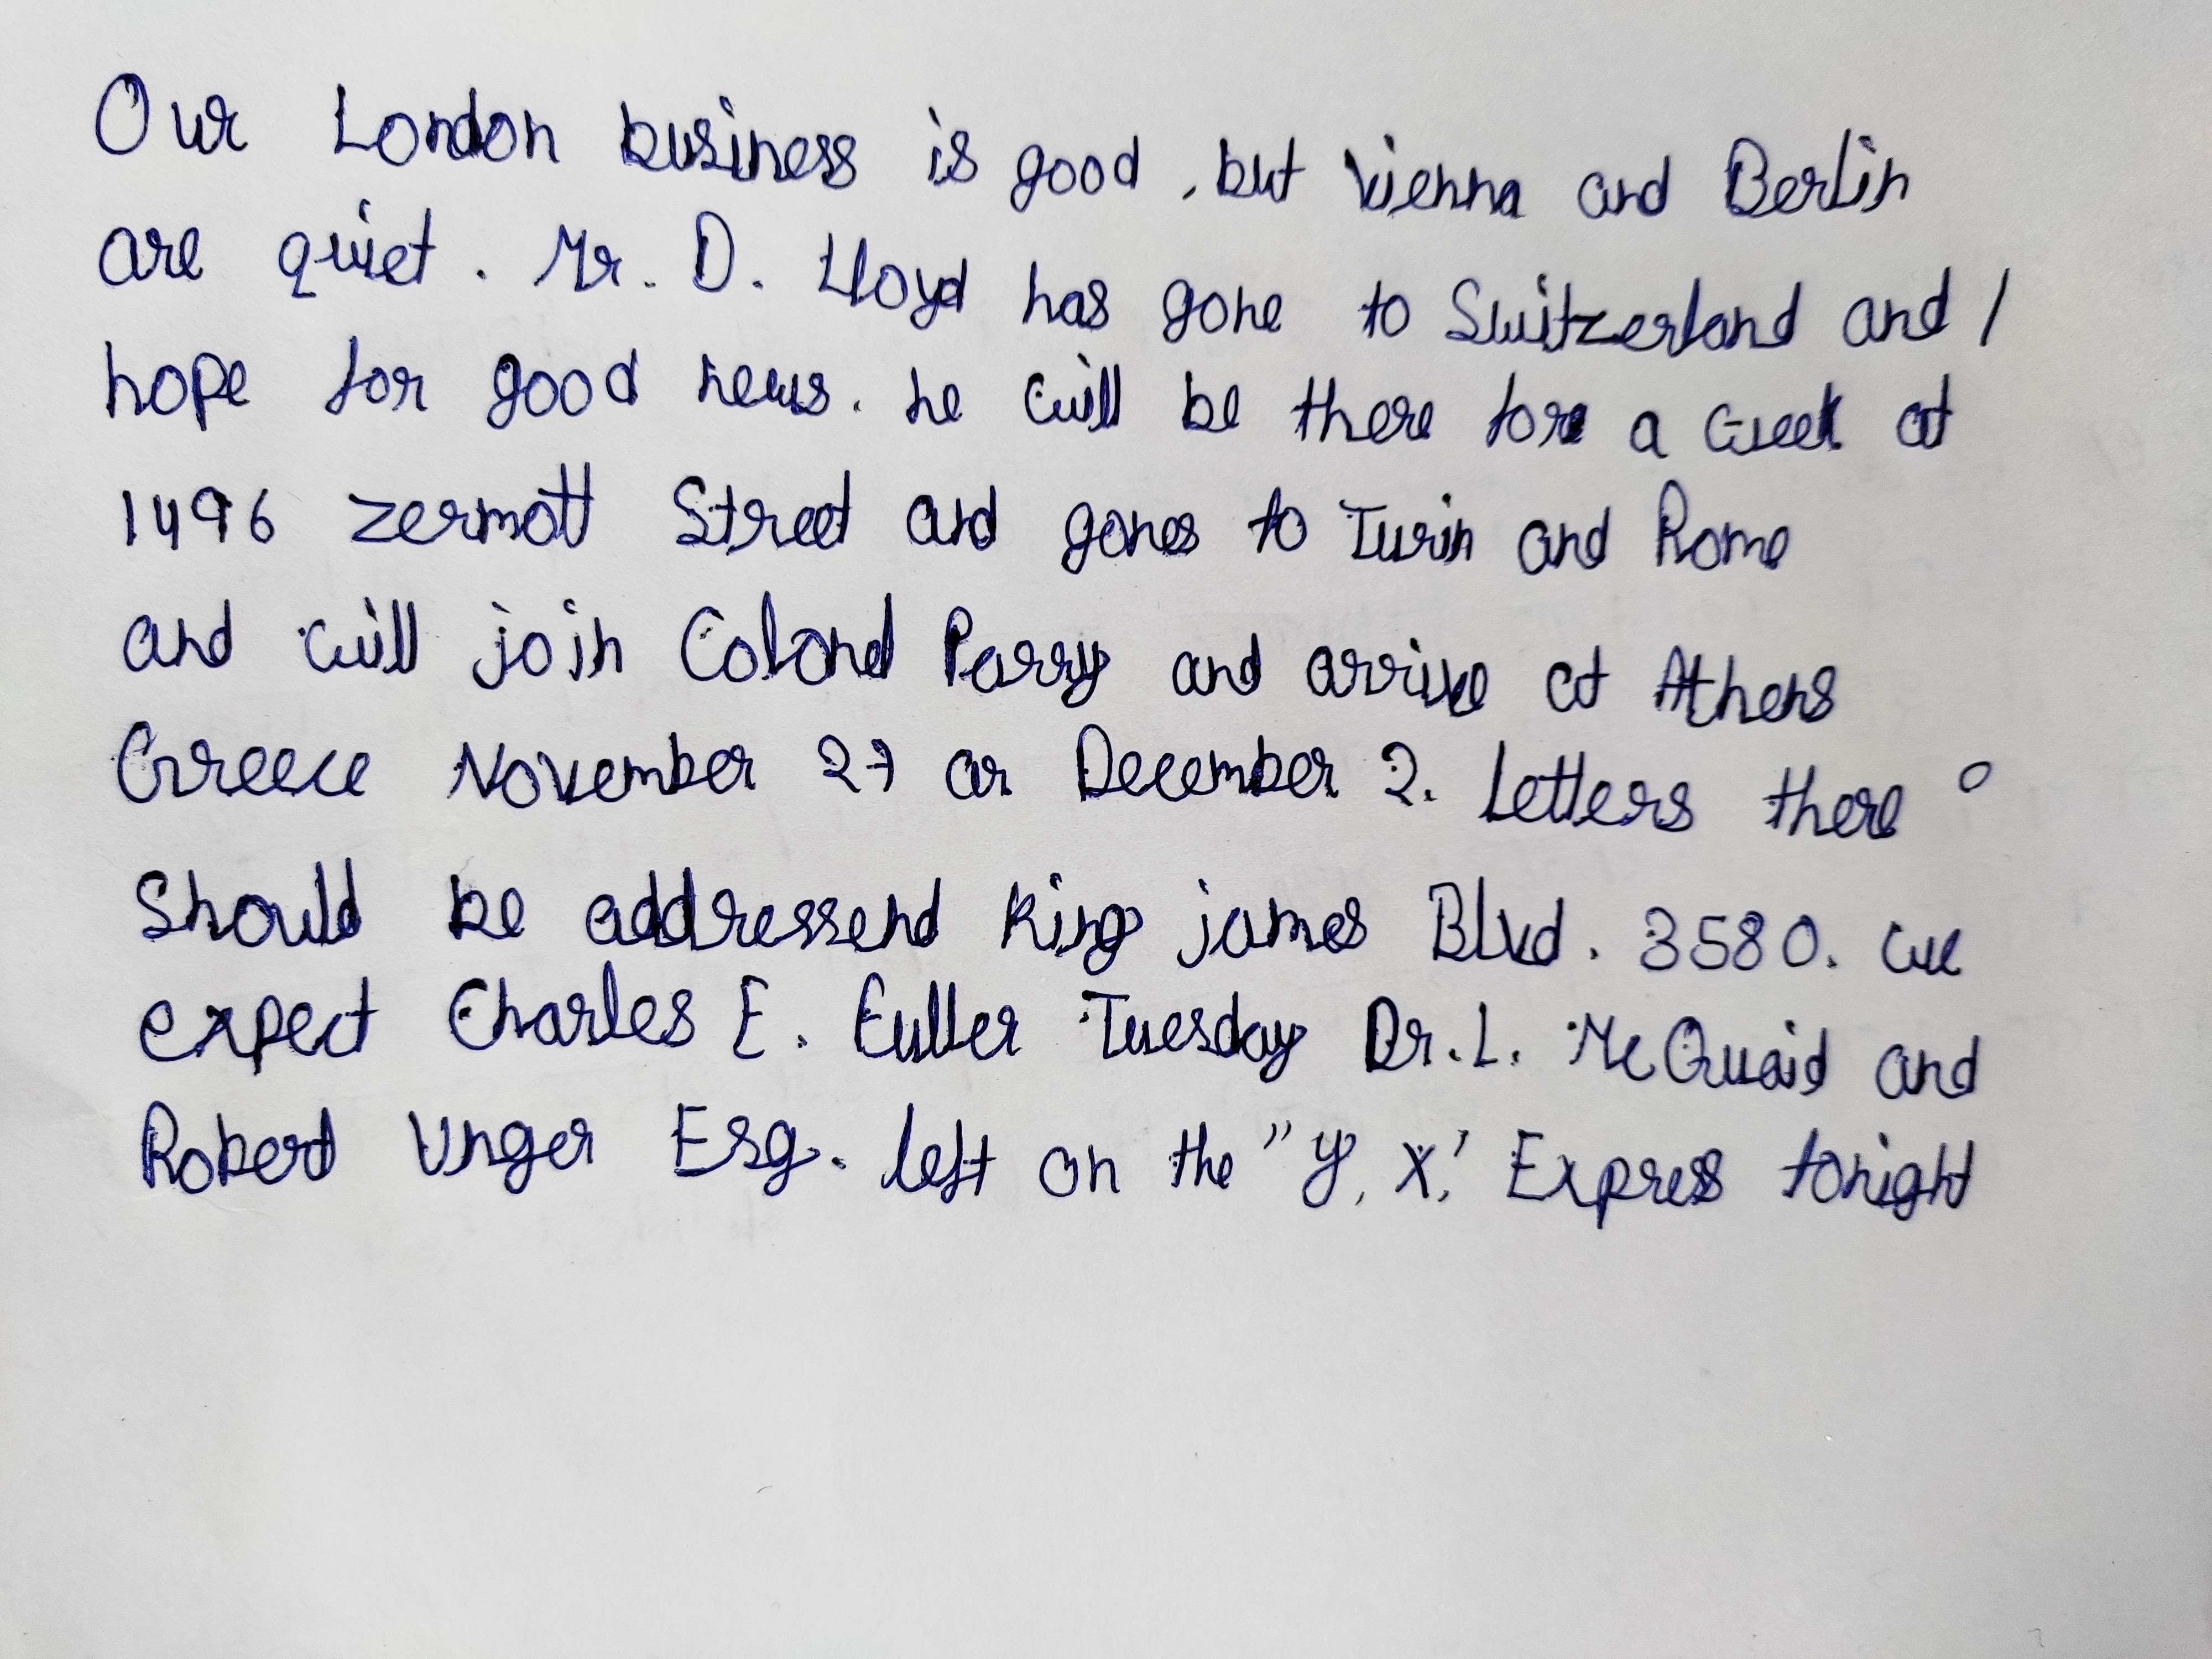 Our London business is good, but Vienna and Berlin
are quiet. Mr. D. Lloyd has gone to Switzerland and I
hope for good news. he will be there for a week at
1496 zermott Street and gones to Turin and Rome
and will join Colond Parry and arrive at Athens
Greece November 27 or December 2. Letters there
Should be addressend King james Blvd. 3580. we
expect Charles E. Fuller Tuesday Dr. L. McQuaid and
Robert Unger Esq. left on the "Y, X." Express tonight